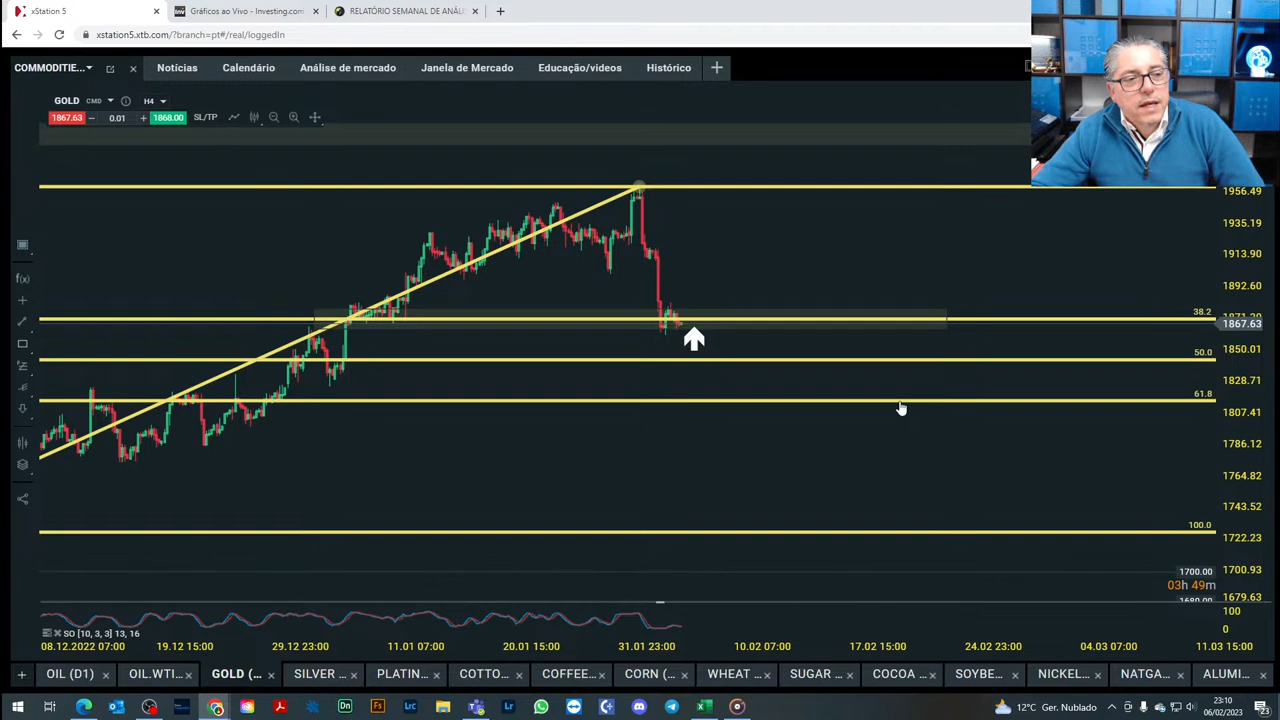 xStation 5
Gráficos ao Vivo - Investing.com
RELATÓRIO SEMANAL DE ANÁL
xstation5.xtb.com/?branch=pt#/real/loggedIn
COMMODITIE...
Notícias
Calendário
Análise de mercado
Janela de Mercado
Educação/videos
Histórico
GOLD CMD H4
1867.63
0.01
1868.00
SL/TP
1956.49
1935.19
1913.90
1892.60
38.2
1867.63
50.0
1850.01
1828.71
61.8
1807.41
1786.12
1764.82
1743.52
100.0
1722.23
1700.00
1700.93
03h 49m
1679.63
100
0
SO [10, 3, 3] 13, 16
08.12.2022 07:00
19.12 15:00
29.12 23:00
11.01 07:00
20.01 15:00
31.01 23:00
10.02 07:00
17.02 15:00
24.02 23:00
04.03 07:00
11.03 15:00
OIL (D1)
OIL.WTI...
GOLD (...
SILVER ...
PLATIN...
COTTO...
COFFEE...
CORN (...
WHEAT ...
SUGAR ...
COCOA ...
SOYBE...
NICKEL...
NATGA...
ALUMI...
Dn
Fs
Lrc
Lr
12°C Ger. Nublado
23:10
06/02/2023
23